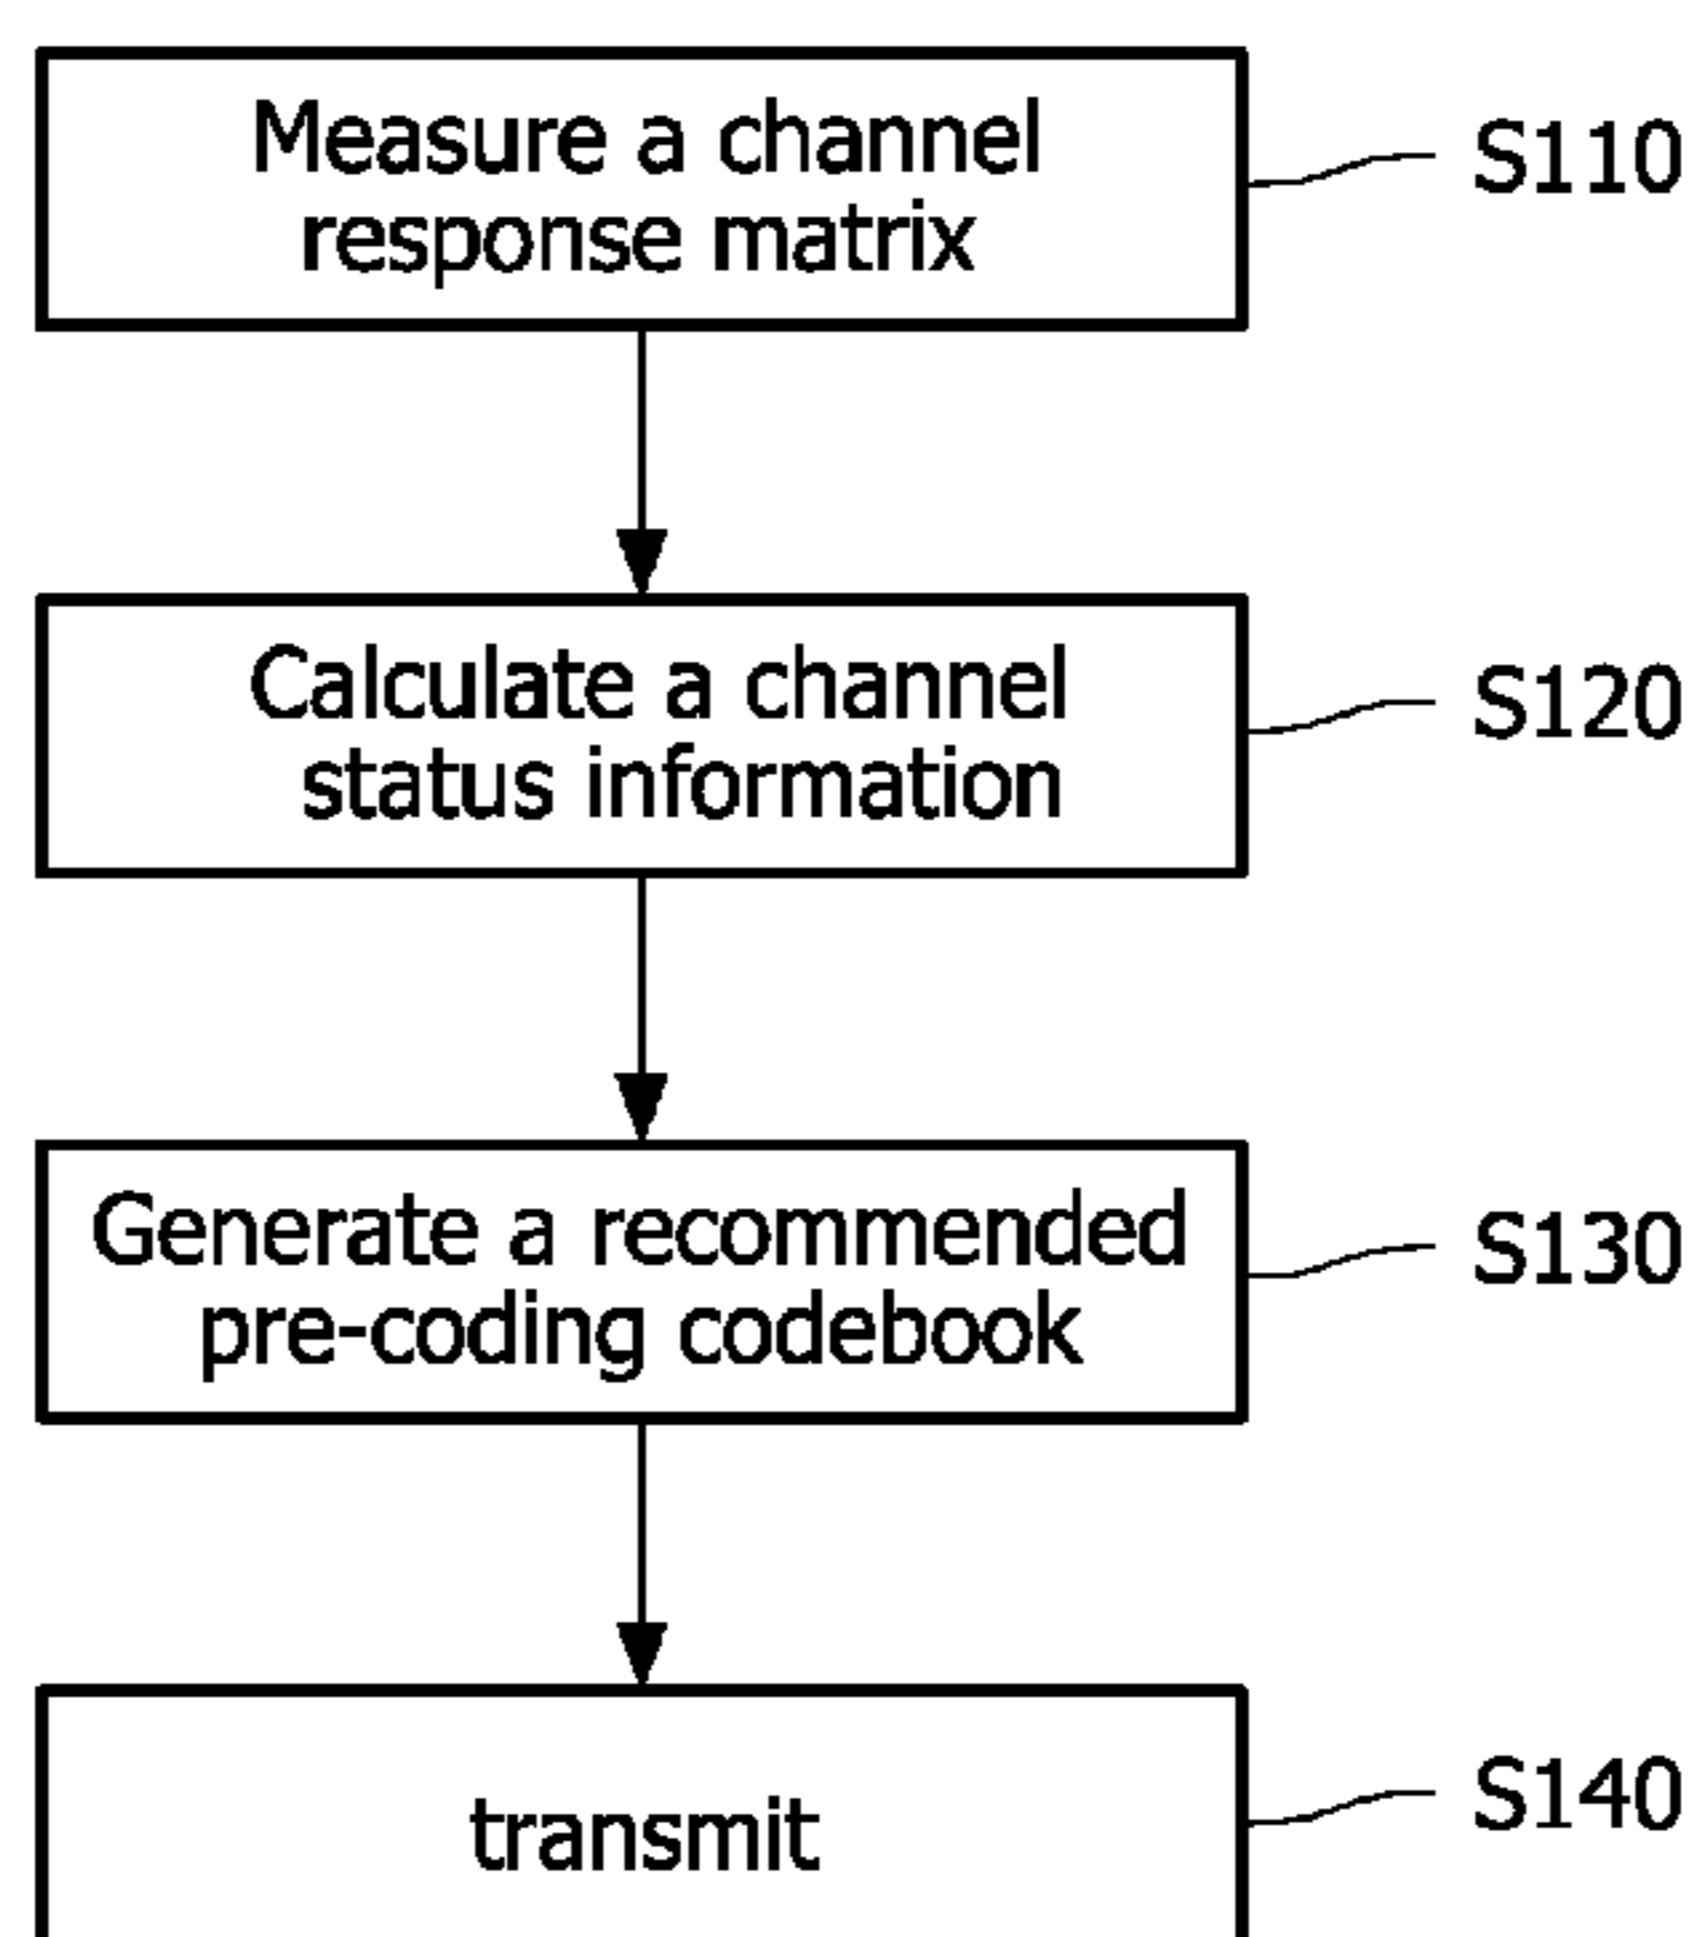 Measure a channel
response matrix
S110
Calculate a channel
status information
S120
Generate a recommended
pre-coding codebook
S130
transmit
S140